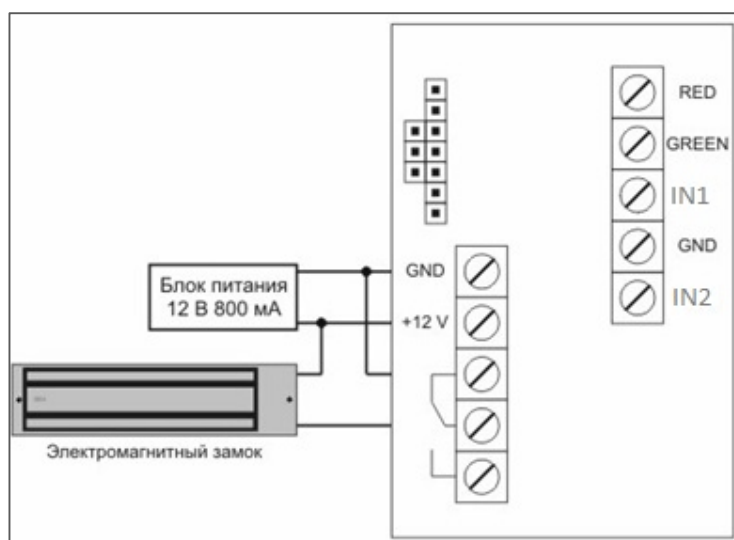 RED
GREEN
IN1
GND
IN2
GND
+12 V
Блок питания
12 В 800 мА
Электромагнитный замок